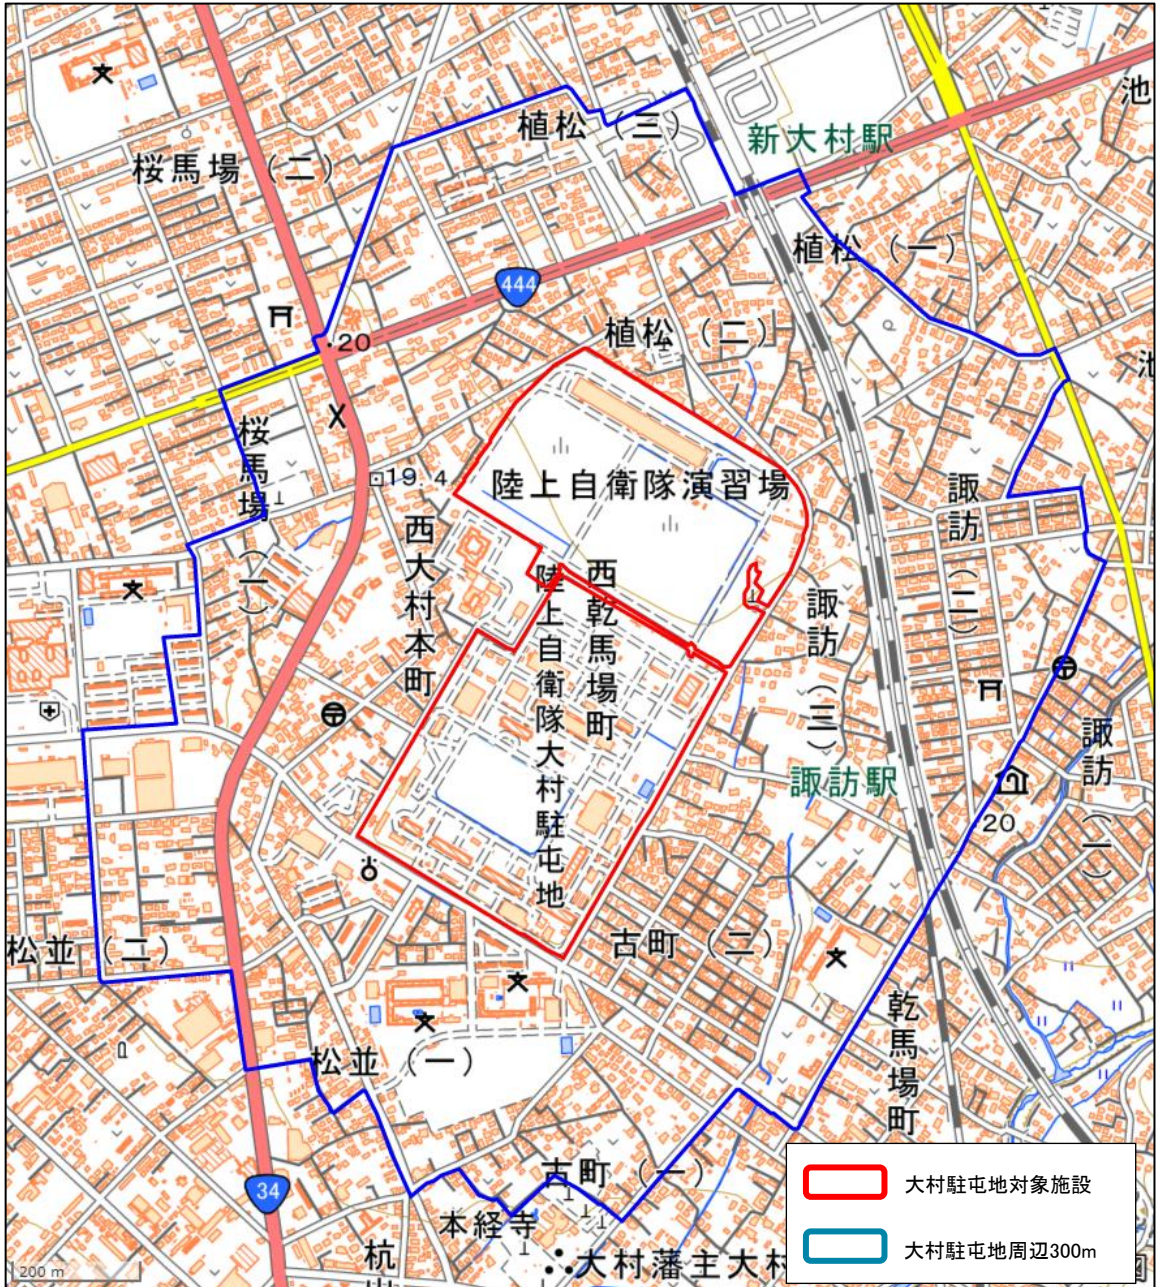 池
植松（三）
新大村駅
桜馬場（二）
植松（一）
444
植松（二）
20
池
桜馬場（一）
19.4
陸上自衛隊演習場
諏訪（二）
西大村本町
陸上自衛隊大村駐屯地
西乾馬場町
諏訪（三）
諏訪（一）
諏訪駅
20
松並（二）
古町（二）
乾馬場町
松並（一）
34
古町（一）
本経寺
大村藩主大村
杭
大村駐屯地対象施設
大村駐屯地周辺300m
200 m